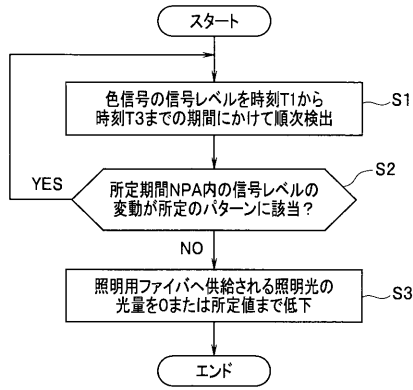 スタート
色信号の信号レベルを時刻T1から
時刻T3までの期間にかけて順次検出
S1
所定期間NPA内の信号レベルの
変動が所定のパターンに該当?
S2
YES
NO
照明用ファイバへ供給される照明光の
光量を0または所定値まで低下
S3
エンド